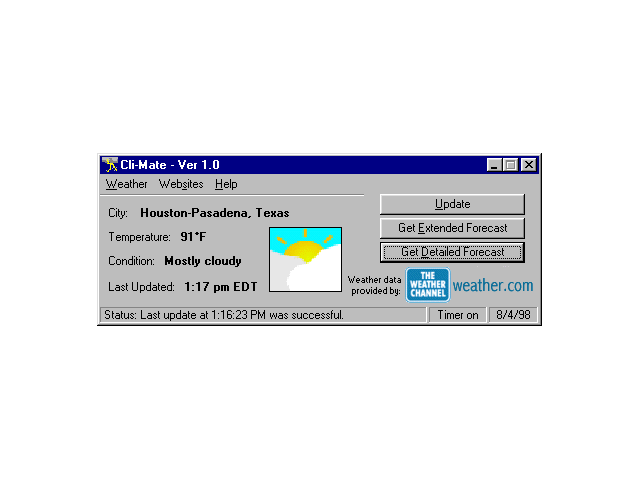 Cli-Mate - Ver 1.0
Weather Websites Help
City: Houston-Pasadena, Texas
Temperature: 91°F
Condition: Mostly cloudy
Last Updated: 1:17 pm EDT
Update
Get Extended Forecast
Get Detailed Forecast
Weather data
provided by:
THE
WEATHER
CHANNEL
weather.com
Status: Last update at 1:16:23 PM was successful.
Timer on
8/4/98